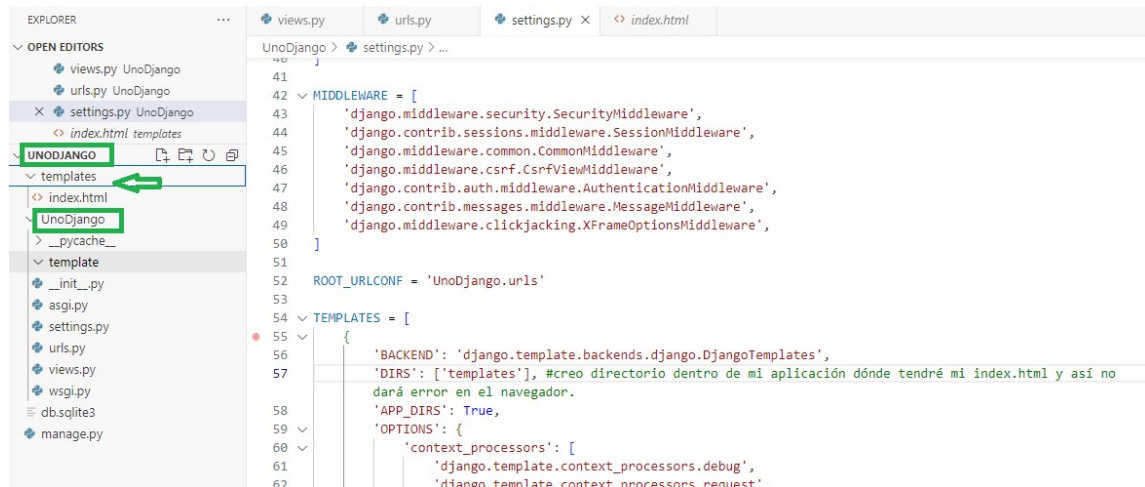 EXPLORER ...
OPEN EDITORS
views.py UnoDjango
urls.py UnoDjango
settings.py UnoDjango
index.html templates
UNODJANGO
templates
index.html
UnoDjango
__pycache__
template
__init__.py
asgi.py
settings.py
urls.py
views.py
wsgi.py
db.sqlite3
manage.py
views.py urls.py settings.py index.html
UnoDjango > settings.py > ...
40 ]
41
42 MIDDLEWARE = [
43 'django.middleware.security.SecurityMiddleware',
44 'django.contrib.sessions.middleware.SessionMiddleware',
45 'django.middleware.common.CommonMiddleware',
46 'django.middleware.csrf.CsrfViewMiddleware',
47 'django.contrib.auth.middleware.AuthenticationMiddleware',
48 'django.contrib.messages.middleware.MessageMiddleware',
49 'django.middleware.clickjacking.XFrameOptionsMiddleware',
50 ]
51
52 ROOT_URLCONF = 'UnoDjango.urls'
53
54 TEMPLATES = [
55 {
56 'BACKEND': 'django.template.backends.django.DjangoTemplates',
57 'DIRS': ['templates'], #creo directorio dentro de mi aplicación dónde tendré mi index.html y así no
dará error en el navegador.
58 'APP_DIRS': True,
59 'OPTIONS': {
60 'context_processors': [
61 'django.template.context_processors.debug',
62 'django.template.context_processors.request'